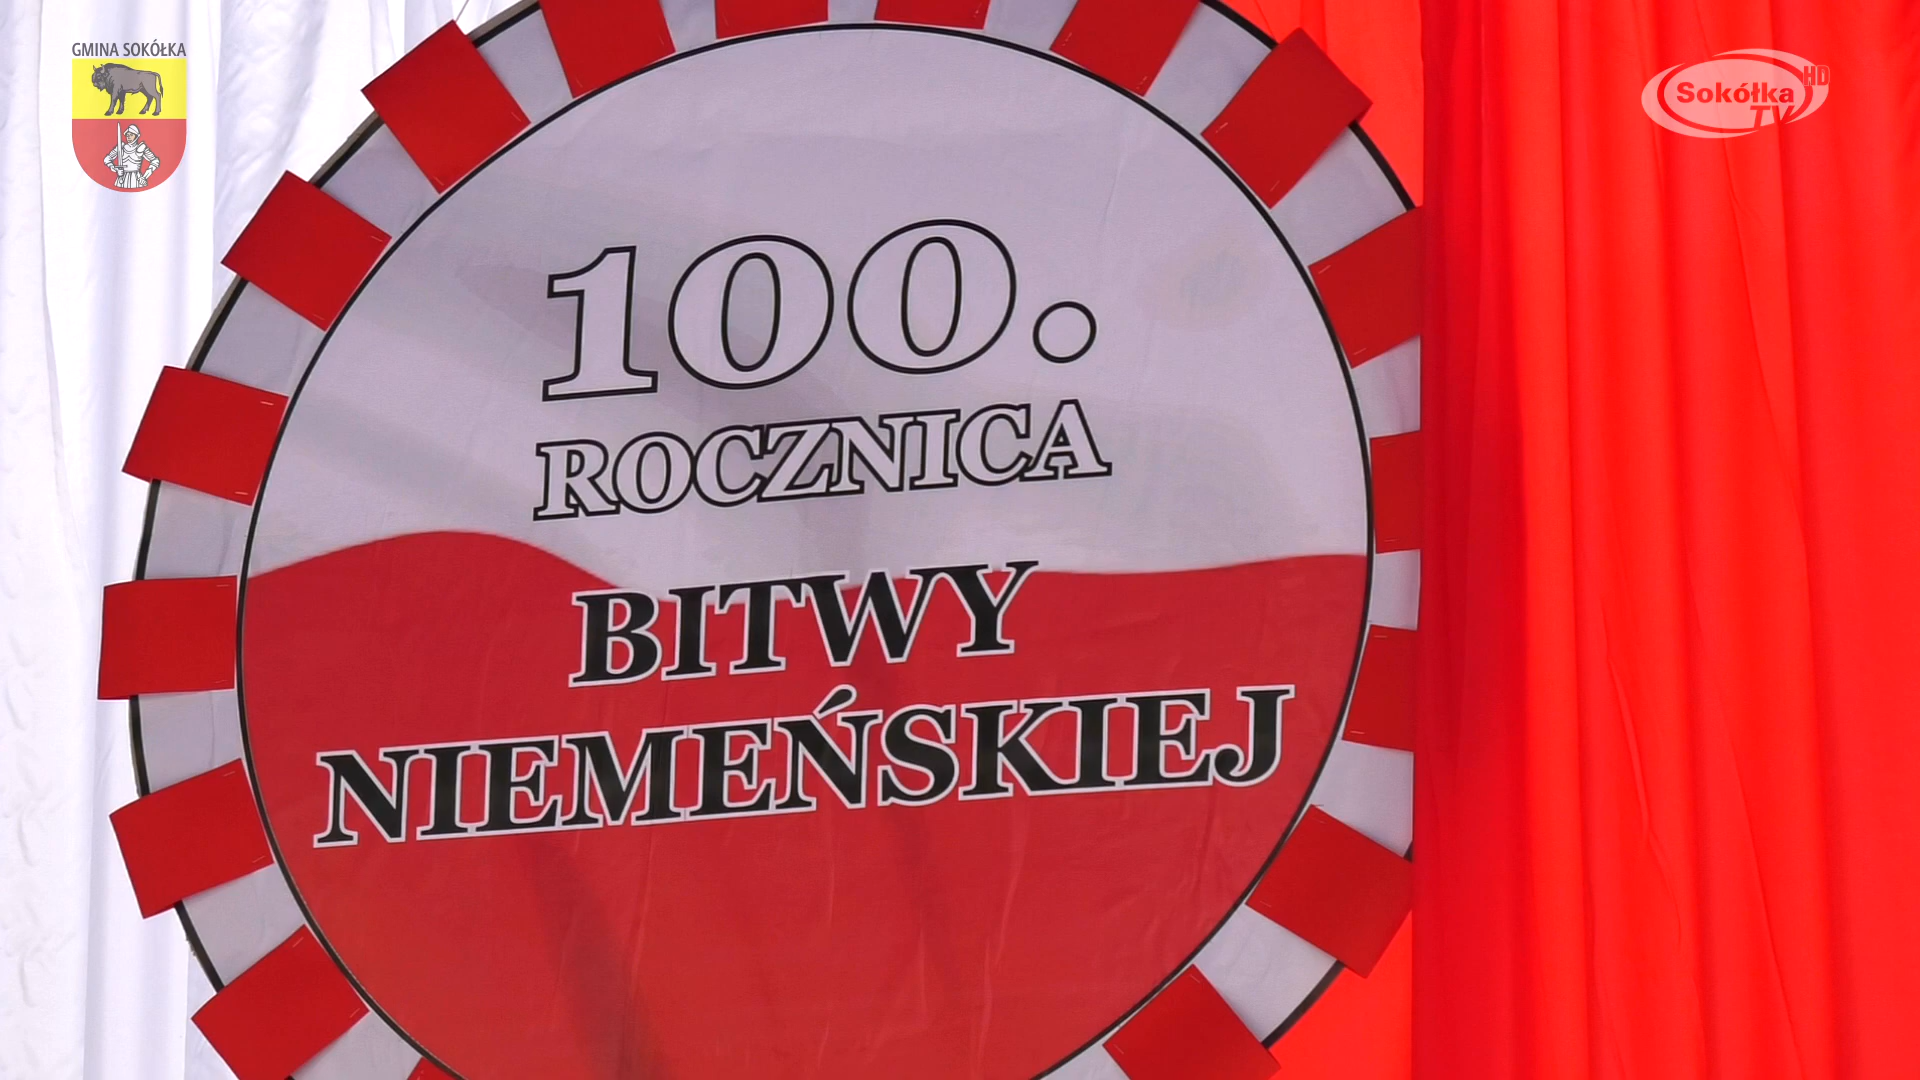 GMINA SOKÓŁKA
Sokółka HD
TV
100.
ROCZNICA
BITWY
NIEMEŃSKIEJ